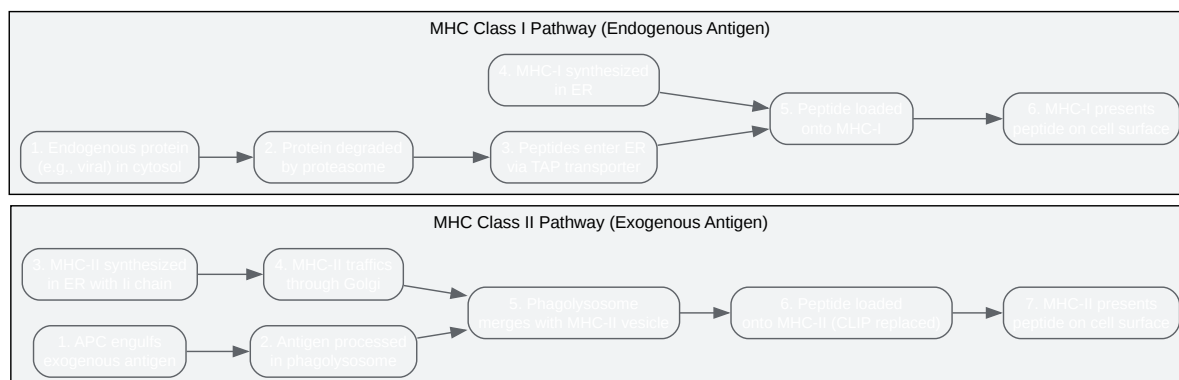 MHC Class I Pathway (Endogenous Antigen)
4. MHC-I synthesized
in ER
1. Endogenous protein
(e.g., viral) in cytosol
2. Protein degraded
by proteasome
3. Peptides enter ER
via TAP transporter
5. Peptide loaded
onto MHC-I
6. MHC-I presents
peptide on cell surface
MHC Class II Pathway (Exogenous Antigen)
3. MHC-II synthesized
in ER with Ii chain
4. MHC-II traffics
through Golgi
1. APC engulfs
exogenous antigen
2. Antigen processed
in phagolysosome
5. Phagolysosome
merges with MHC-II vesicle
6. Peptide loaded
onto MHC-II (CLIP replaced)
7. MHC-II presents
peptide on cell surface